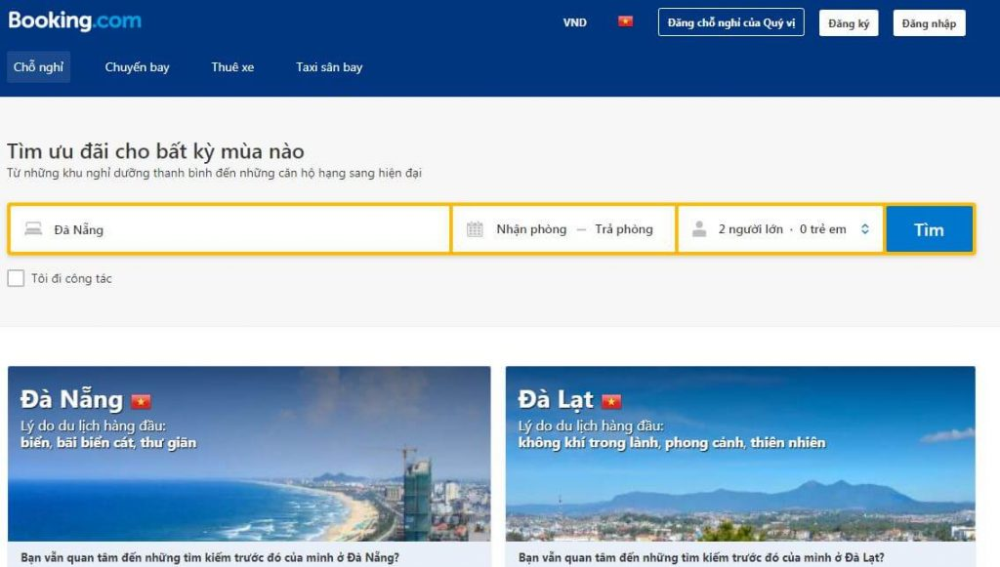 Booking.com
VND
Đăng chỗ nghỉ của Quý vị
Đăng ký
Đăng nhập
Chỗ nghỉ
Chuyến bay
Thuê xe
Taxi sân bay
Tìm ưu đãi cho bất kỳ mùa nào
Từ những khu nghỉ dưỡng thanh bình đến những căn hộ hạng sang hiện đại
Đà Nẵng
Nhận phòng — Trả phòng
2 người lớn · 0 trẻ em
Tìm
Tôi đi công tác
Đà Nẵng
Lý do du lịch hàng đầu:
biển, bãi biển cát, thư giãn
Bạn vẫn quan tâm đến những tìm kiếm trước đó của mình ở Đà Nẵng?
Đà Lạt
Lý do du lịch hàng đầu:
không khí trong lành, phong cảnh, thiên nhiên
Bạn vẫn quan tâm đến những tìm kiếm trước đó của mình ở Đà Lạt?